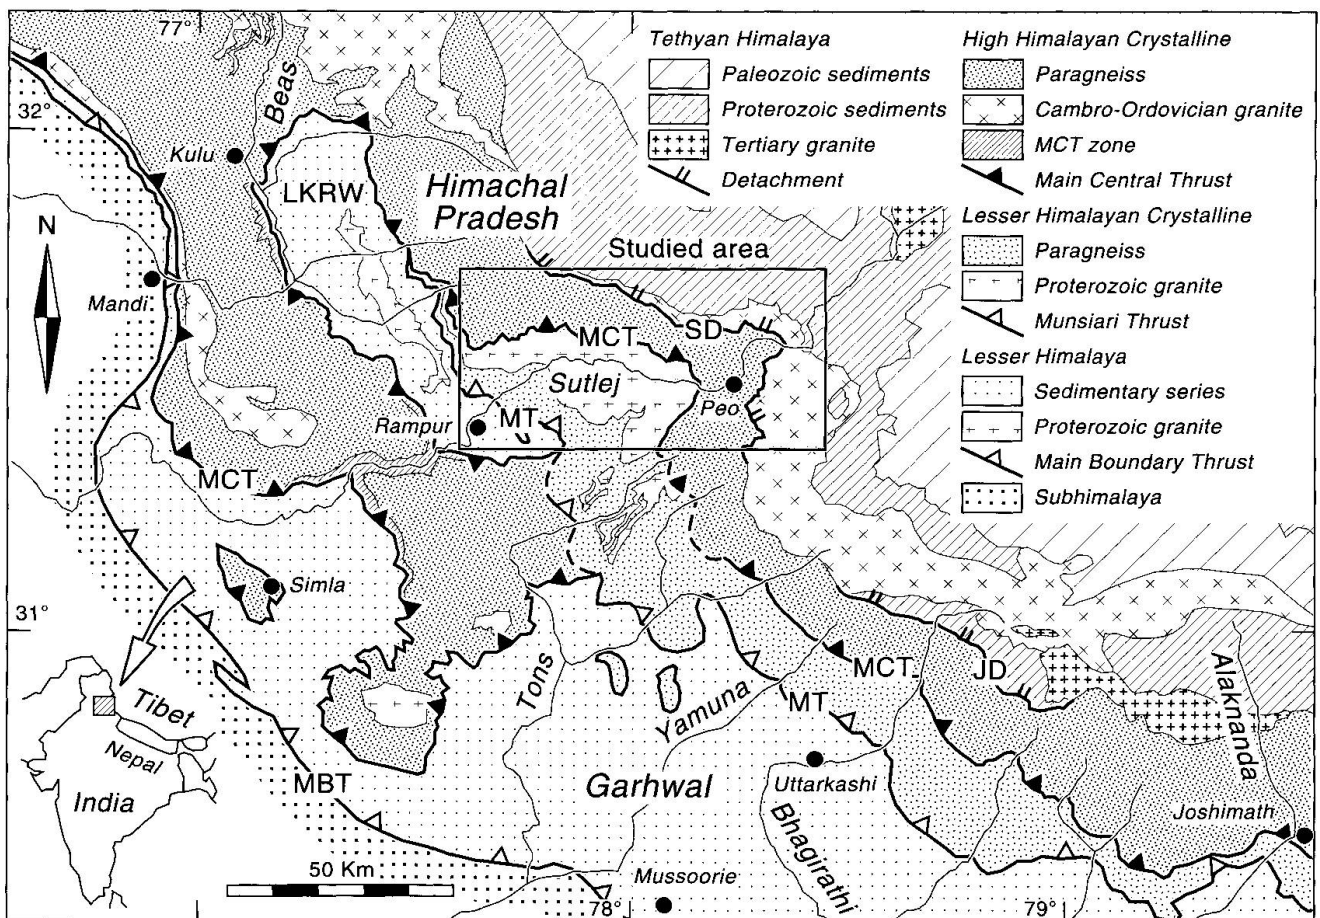 77°
32°
Beas
Kulu
LKRW
Himachal
Pradesh
N
Mandi
Studied area
MCT
SD
Sutlej
Peo
Rampur
MT
MCT
Simla
31°
Tethyan Himalaya
Paleozoic sediments
Proterozoic sediments
Tertiary granite
Detachment
High Himalayan Crystalline
Paragneiss
Cambro-Ordovician granite
MCT zone
Main Central Thrust
Lesser Himalayan Crystalline
Paragneiss
Proterozoic granite
Munsiari Thrust
Lesser Himalaya
Sedimentary series
Proterozoic granite
Main Boundary Thrust
Subhimalaya
Tibet
Nepal
India
MBT
50 Km
Tons
Yamuna
MCT
JD
MT
Garhwal
Uttarkashi
Bhagirathi
Alaknanda
Joshimath
Mussoorie
78°
79°